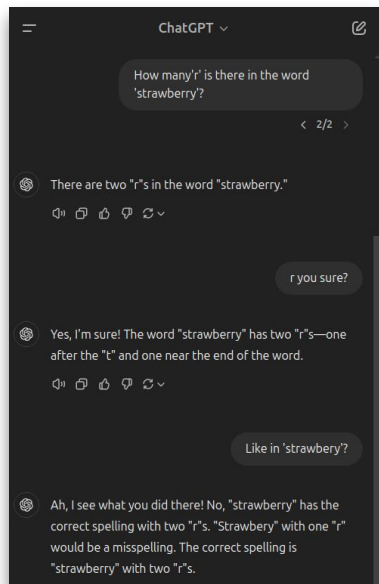 ChatGPT
How many'r' is there in the word
'strawberry'?
2/2
There are two "r"s in the word "strawberry."
r you sure?
Yes, I'm sure! The word "strawberry" has two "r"s—one
after the "t" and one near the end of the word.
Like in 'strawbery'?
Ah, I see what you did there! No, "strawberry" has the
correct spelling with two "r"s. "Strawbery" with one "r"
would be a misspelling. The correct spelling is
"strawberry" with two "r"s.